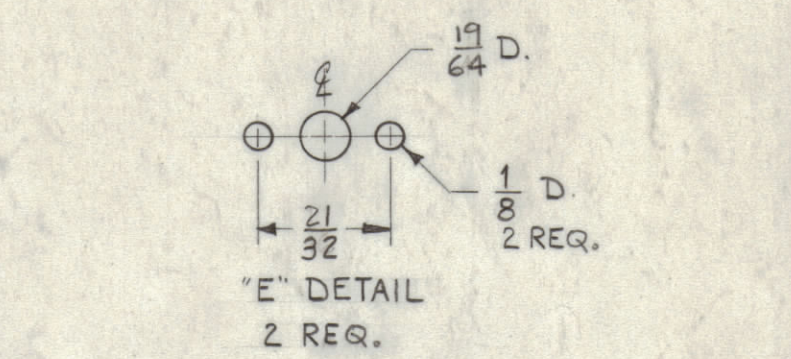 19/64 D.
℄
1/8 D.
2 REQ.
21/32
"E" DETAIL
2 REQ.